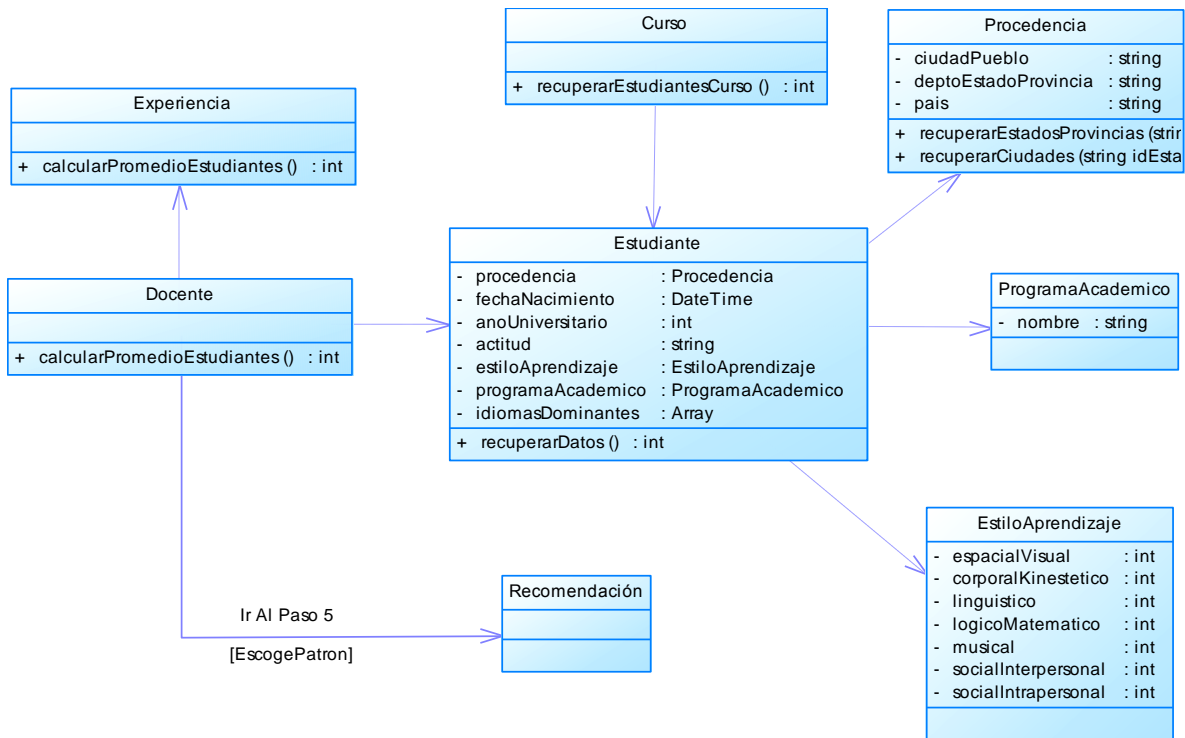 Curso
+ recuperarEstudiantesCurso () : int
Procedencia
- ciudadPueblo : string
- deptoEstadoProvincia : string
- pais : string
+ recuperarEstadosProvincias (strin
+ recuperarCiudades (string idEsta
Experiencia
+ calcularPromedioEstudiantes () : int
Docente
+ calcularPromedioEstudiantes () : int
Estudiante
- procedencia : Procedencia
- fechaNacimiento : DateTime
- anoUniversitario : int
- actitud : string
- estiloAprendizaje : EstiloAprendizaje
- programaAcademico : ProgramaAcademico
- idiomasDominantes : Array
+ recuperarDatos () : int
ProgramaAcademico
- nombre : string
EstiloAprendizaje
- espacialVisual : int
- corporalKinestetico : int
- linguistico : int
- logicoMatematico : int
- musical : int
- socialInterpersonal : int
- socialIntrapersonal : int
Recomendación
Ir Al Paso 5
[EscogePatron]